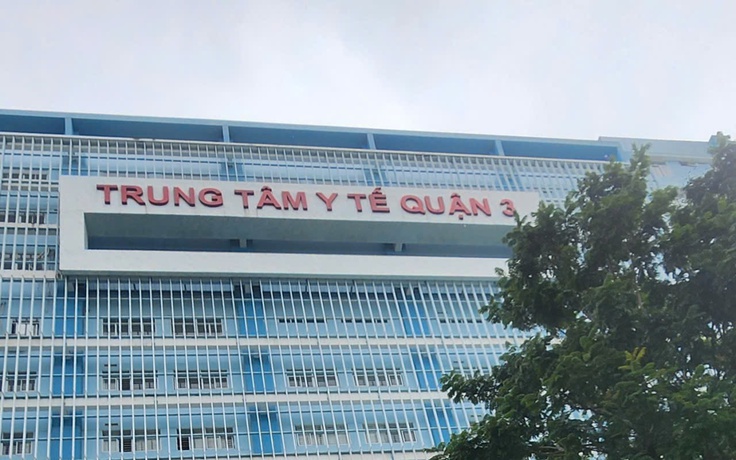 TRUNG TÂM Y TẾ QUẬN 3